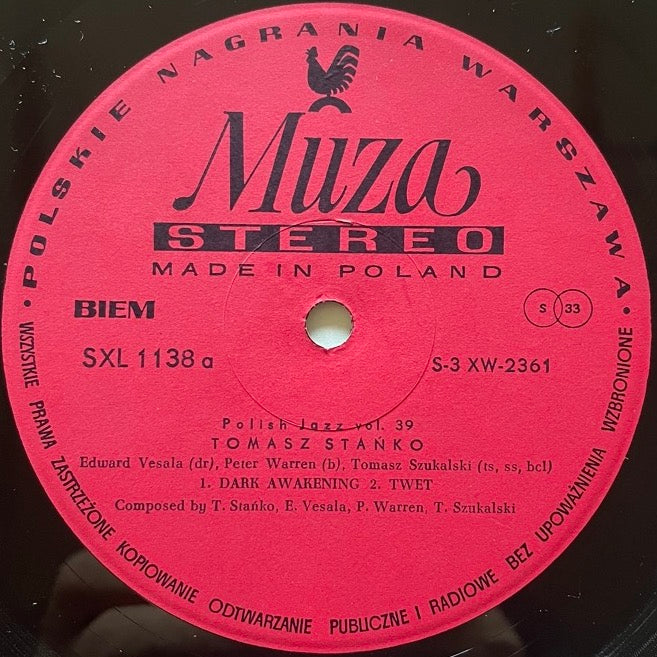 • POLSKIE NAGRANIA WARSZAWA •
Muza
STEREO
MADE IN POLAND
BIEM
S 33
SXL 1138 a
S-3 XW-2361
Polish Jazz vol. 39
TOMASZ STAŃKO
Edward Vesala (dr), Peter Warren (b), Tomasz Szukalski (ts, ss, bcl)
1. DARK AWAKENING 2. TWET
Composed by T. Stańko, E. Vesala, P. Warren, T. Szukalski
WSZYSTKIE PRAWA ZASTRZEŻONE KOPIOWANIE ODTWARZANIE PUBLICZNE I RADIOWE BEZ UPOWAŻNIENIA WZBRONIONE